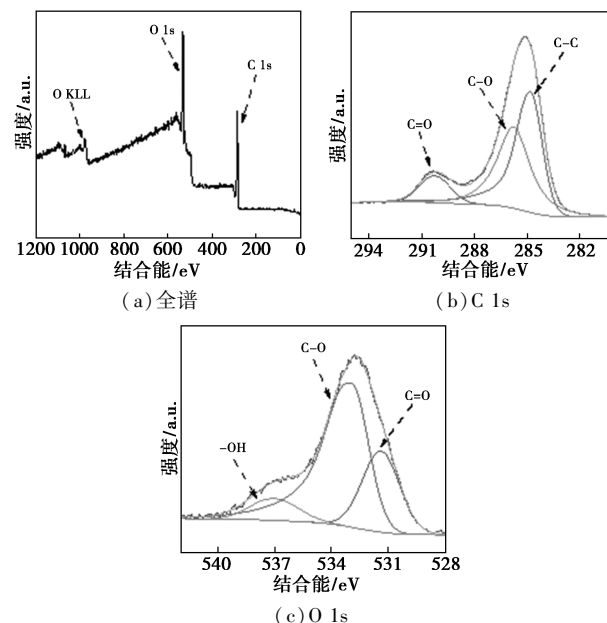 O 1s
C 1s
O KLL
强度/a.u.
1200 1000 800 600 400 200 0
结合能/eV
(a)全谱
C-C
C-O
C=O
强度/a.u.
294 291 288 285 282
结合能/eV
(b)C 1s
C-O
C=O
-OH
强度/a.u.
540 537 534 531 528
结合能/eV
(c)O 1s